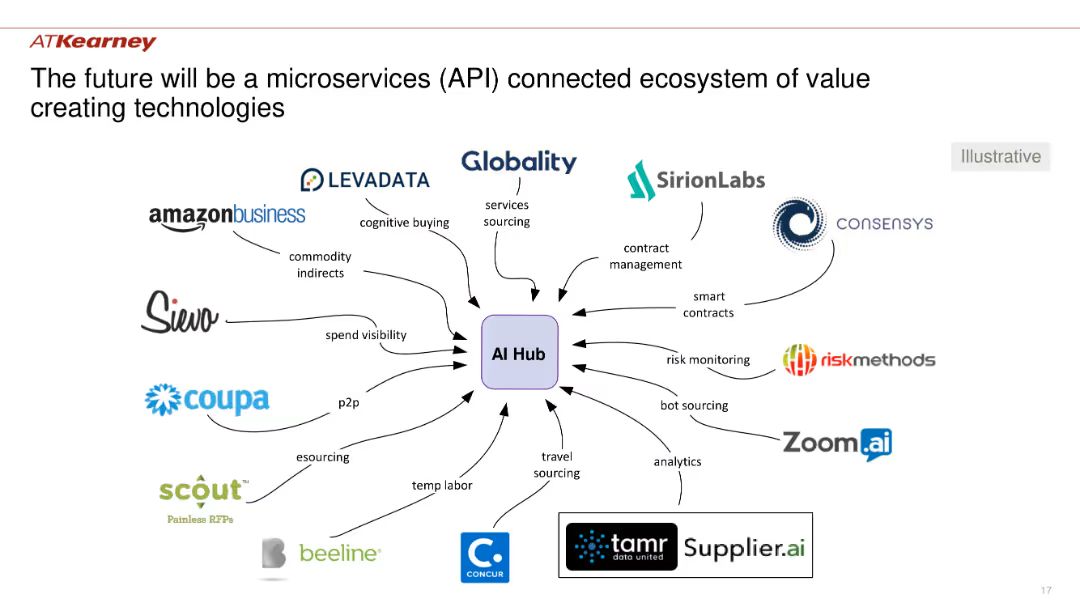 ATKearney
The future will be a microservices (API) connected ecosystem of value
creating technologies
Illustrative
Globality
LEVADATA
SirionLabs
amazonbusiness
CONSENSYS
cognitive buying
services
sourcing
commodity
indirects
contract
management
smart
contracts
Sievo
spend visibility
AI Hub
risk monitoring
riskmethods
coupa
p2p
bot sourcing
Zoom.ai
esourcing
travel
sourcing
analytics
temp labor
scout™
Painless RFPs
beeline®
C.
CONCUR
tamr
data united
Supplier.ai
17